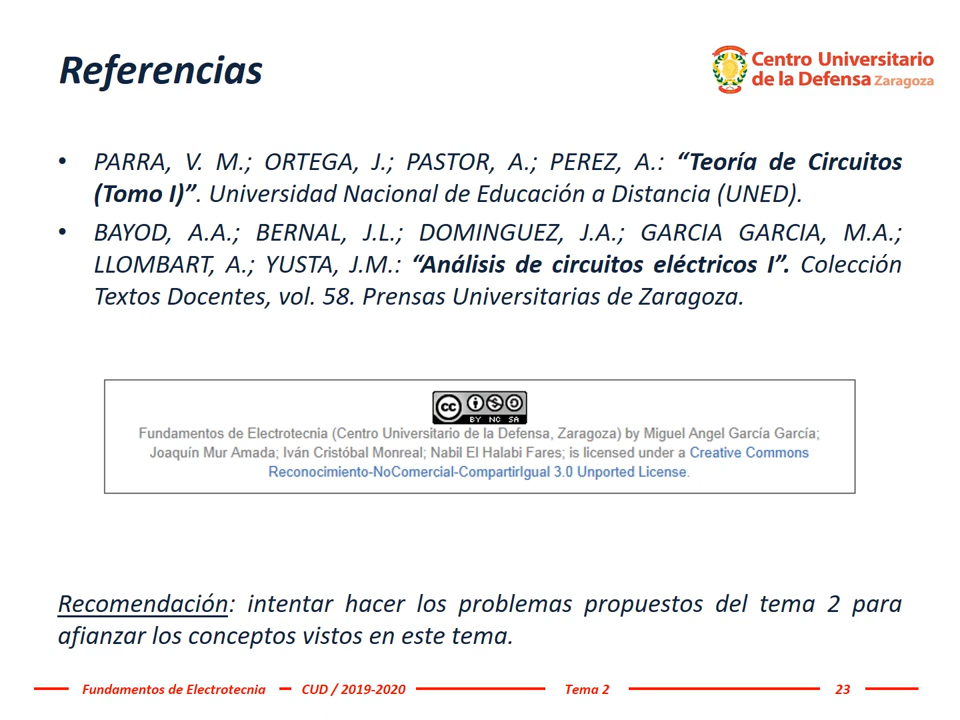 Referencias
Centro Universitario
de la Defensa Zaragoza
• PARRA, V. M.; ORTEGA, J.; PASTOR, A.; PEREZ, A.: “Teoría de Circuitos
(Tomo I)”. Universidad Nacional de Educación a Distancia (UNED).
• BAYOD, A.A.; BERNAL, J.L.; DOMINGUEZ, J.A.; GARCIA GARCIA, M.A.;
LLOMBART, A.; YUSTA, J.M.: “Análisis de circuitos eléctricos I”. Colección
Textos Docentes, vol. 58. Prensas Universitarias de Zaragoza.
cc
BY NC SA
Fundamentos de Electrotecnia (Centro Universitario de la Defensa, Zaragoza) by Miguel Angel García García;
Joaquín Mur Amada; Iván Cristóbal Monreal; Nabil El Halabi Fares; is licensed under a Creative Commons
Reconocimiento-NoComercial-CompartirIgual 3.0 Unported License.
Recomendación: intentar hacer los problemas propuestos del tema 2 para
afianzar los conceptos vistos en este tema.
Fundamentos de Electrotecnia CUD / 2019-2020 Tema 2 23